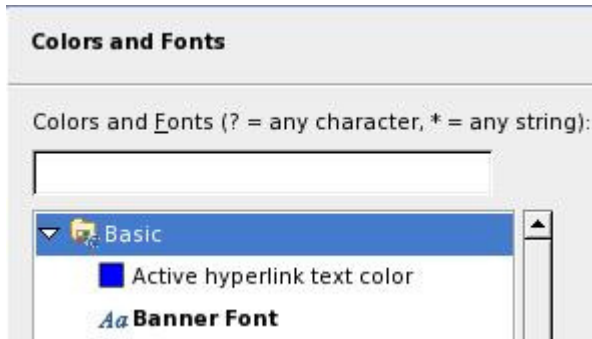 Colors and Fonts
Colors and Fonts (? = any character, * = any string):
Basic
Active hyperlink text color
Aa Banner Font